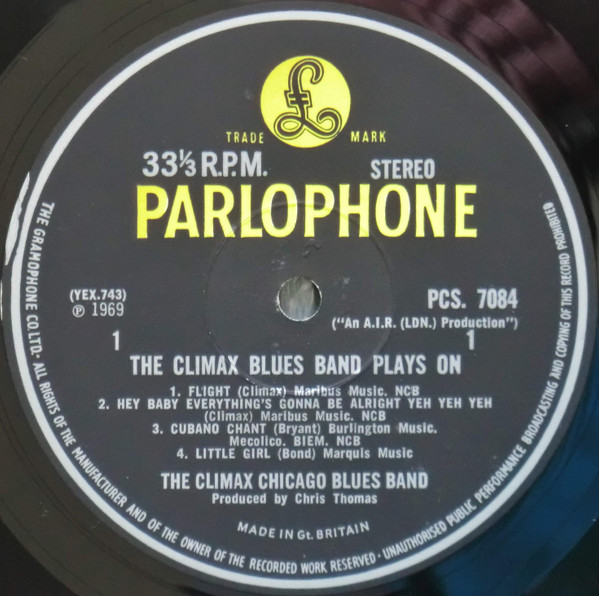 £
TRADE MARK
33⅓ R.P.M. STEREO
PARLOPHONE
(YEX.743) PCS. 7084
℗ 1969 ("An A.I.R. (LDN.) Production")
1 1
THE CLIMAX BLUES BAND PLAYS ON
1. FLIGHT (Climax) Maribus Music. NCB
2. HEY BABY EVERYTHING'S GONNA BE ALRIGHT YEH YEH YEH
(Climax) Maribus Music. NCB
3. CUBANO CHANT (Bryant) Burlington Music.
Mecolico. BIEM. NCB
4. LITTLE GIRL (Bond) Marquis Music
THE CLIMAX CHICAGO BLUES BAND
Produced by Chris Thomas
MADE IN Gt. BRITAIN
THE GRAMOPHONE CO. LTD. · ALL RIGHTS OF THE MANUFACTURER AND OF THE OWNER OF THE RECORDED WORK RESERVED · UNAUTHORISED PUBLIC PERFORMANCE BROADCASTING AND COPYING OF THIS RECORD PROHIBITED